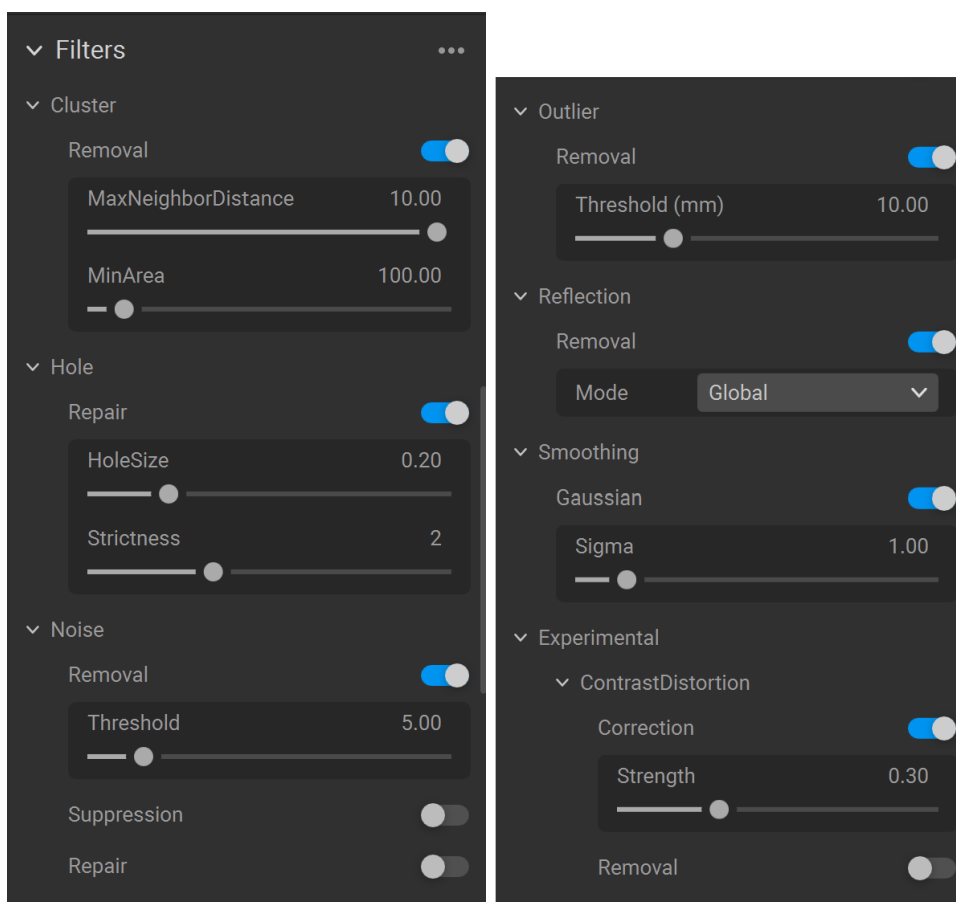 Filters
Cluster
Removal
MaxNeighborDistance 10.00
MinArea 100.00
Hole
Repair
HoleSize 0.20
Strictness 2
Noise
Removal
Threshold 5.00
Suppression
Repair
Outlier
Removal
Threshold (mm) 10.00
Reflection
Removal
Mode Global
Smoothing
Gaussian
Sigma 1.00
Experimental
ContrastDistortion
Correction
Strength 0.30
Removal